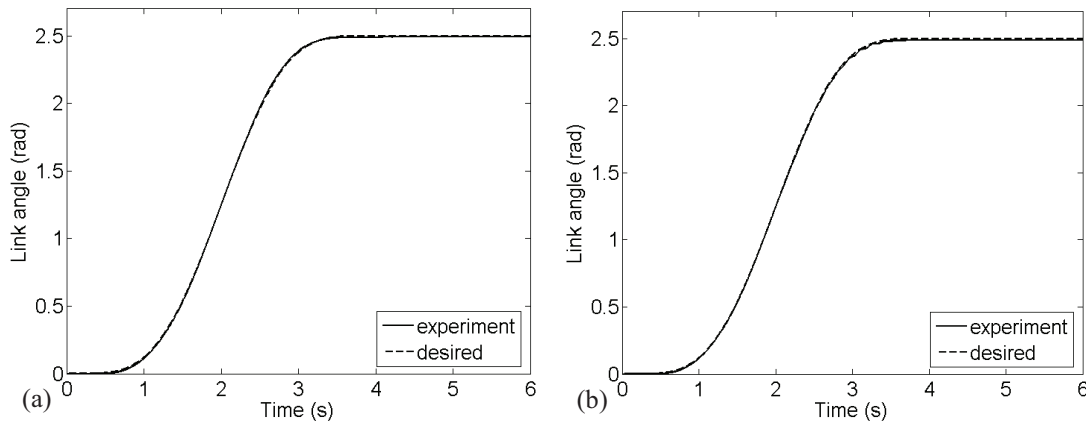 2.5
2
1.5
1
0.5
0
Link angle (rad)
experiment
desired
0 1 2 3 4 5 6
Time (s)
(a)
2.5
2
1.5
1
0.5
0
Link angle (rad)
experiment
desired
0 1 2 3 4 5 6
Time (s)
(b)